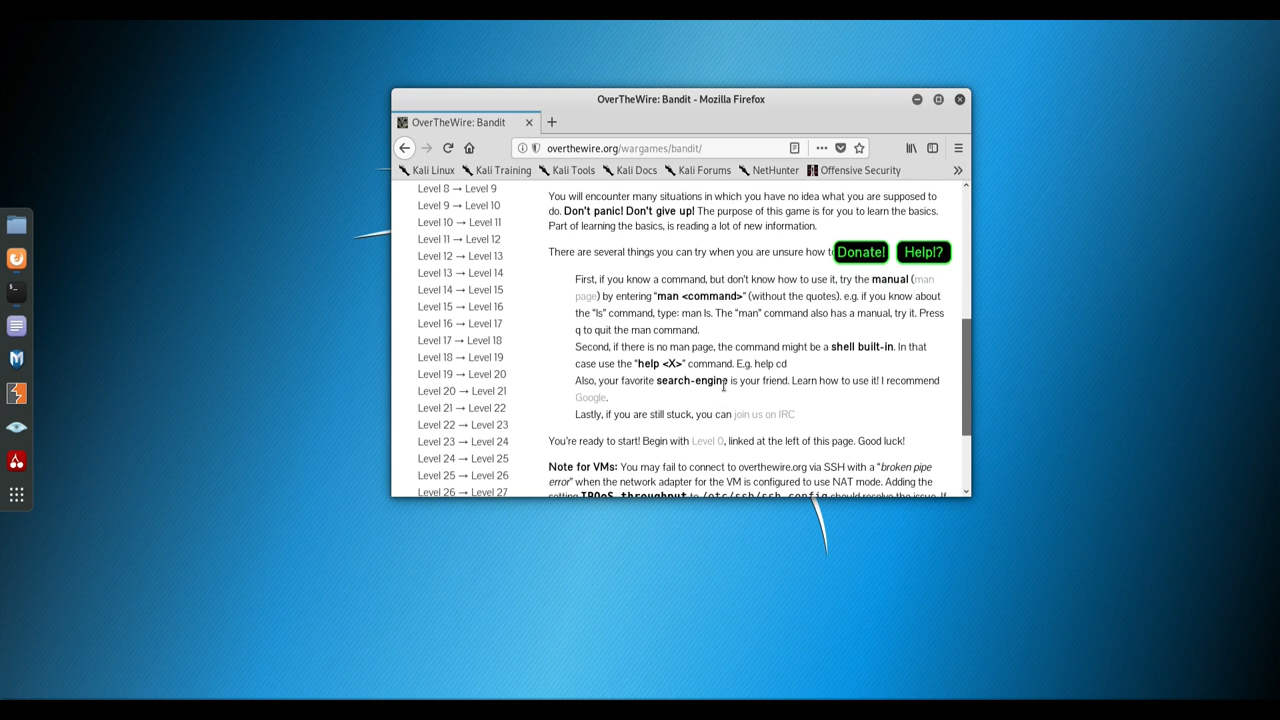 OverTheWire: Bandit - Mozilla Firefox
OverTheWire: Bandit
overthewire.org/wargames/bandit/
Kali Linux Kali Training Kali Tools Kali Docs Kali Forums NetHunter Offensive Security
Level 8 → Level 9
Level 9 → Level 10
Level 10 → Level 11
Level 11 → Level 12
Level 12 → Level 13
Level 13 → Level 14
Level 14 → Level 15
Level 15 → Level 16
Level 16 → Level 17
Level 17 → Level 18
Level 18 → Level 19
Level 19 → Level 20
Level 20 → Level 21
Level 21 → Level 22
Level 22 → Level 23
Level 23 → Level 24
Level 24 → Level 25
Level 25 → Level 26
Level 26 → Level 27
You will encounter many situations in which you have no idea what you are supposed to
do. Don't panic! Don't give up! The purpose of this game is for you to learn the basics.
Part of learning the basics, is reading a lot of new information.
There are several things you can try when you are unsure how
Donate! Help!?
First, if you know a command, but don't know how to use it, try the manual (man
page) by entering “man <command>” (without the quotes). e.g. if you know about
the “ls” command, type: man ls. The “man” command also has a manual, try it. Press
q to quit the man command.
Second, if there is no man page, the command might be a shell built-in. In that
case use the “help <X>” command. E.g. help cd
Also, your favorite search-engine is your friend. Learn how to use it! I recommend
Google.
Lastly, if you are still stuck, you can join us on IRC
You're ready to start! Begin with Level 0, linked at the left of this page. Good luck!
Note for VMs: You may fail to connect to overthewire.org via SSH with a “broken pipe
error” when the network adapter for the VM is configured to use NAT mode. Adding the
setting IPQoS throughput to /etc/ssh/ssh_config should resolve the issue. If